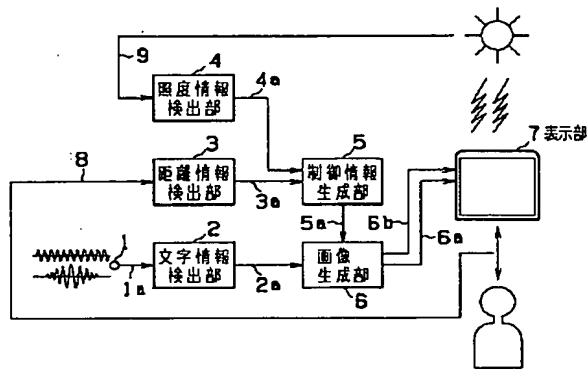 9
4
照度情報
検出部
4a
7 表示部
8
3
距離情報
検出部
3a
5
制御情報
生成部
5a
6b
6a
1
1a
2
文字情報
検出部
2a
画像
生成部
6